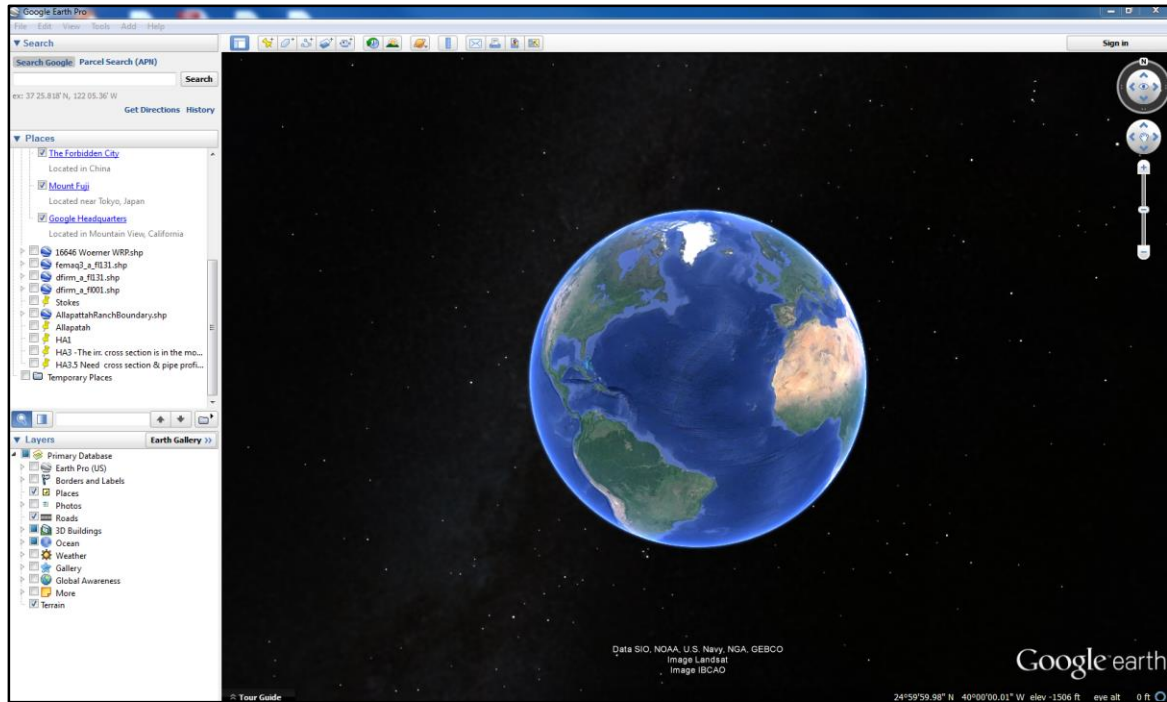 Google Earth Pro
File Edit View Tools Add Help
Search
Search Google Parcel Search (APN)
Search
ex: 37 25.818' N, 122 05.36' W
Get Directions History
Places
The Forbidden City
Located in China
Mount Fuji
Located near Tokyo, Japan
Google Headquarters
Located in Mountain View, California
16646 Woerner WRP.shp
femaq3_a_fl131.shp
dfirm_a_fl131.shp
dfirm_a_fl001.shp
Stokes
AllapattahRanchBoundary.shp
Allapatah
HA1
HA3 -The irr. cross section is in the mo...
HA3.5 Need cross section & pipe profi...
Temporary Places
Layers
Earth Gallery >>
Primary Database
Earth Pro (US)
Borders and Labels
Places
Photos
Roads
3D Buildings
Ocean
Weather
Gallery
Global Awareness
More
Terrain
Sign in
N
Data SIO, NOAA, U.S. Navy, NGA, GEBCO
Image Landsat
Image IBCAO
Google earth
Tour Guide
24°59'59.98" N 40°00'00.01" W elev -1506 ft eye alt 0 ft